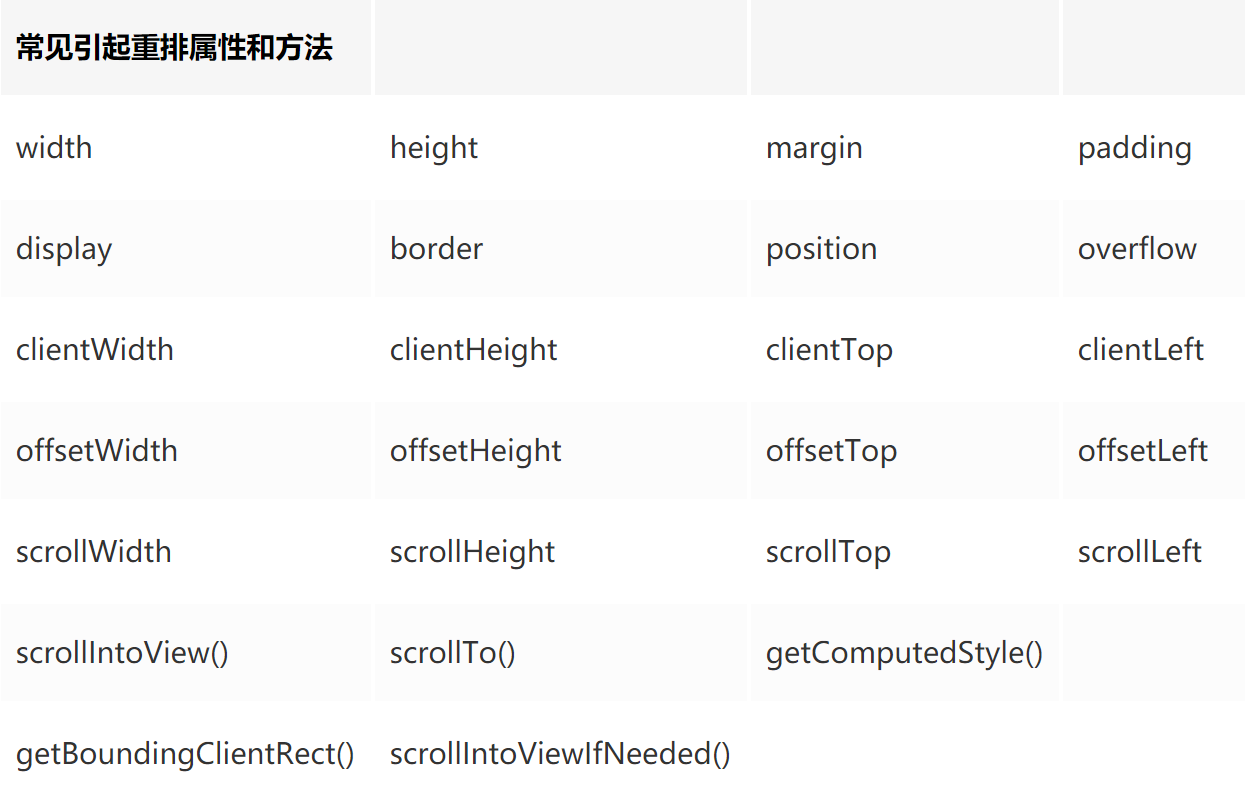 常见引起重排属性和方法
width height margin padding
display border position overflow
clientWidth clientHeight clientTop clientLeft
offsetWidth offsetHeight offsetTop offsetLeft
scrollWidth scrollHeight scrollTop scrollLeft
scrollIntoView() scrollTo() getComputedStyle()
getBoundingClientRect() scrollIntoViewIfNeeded()